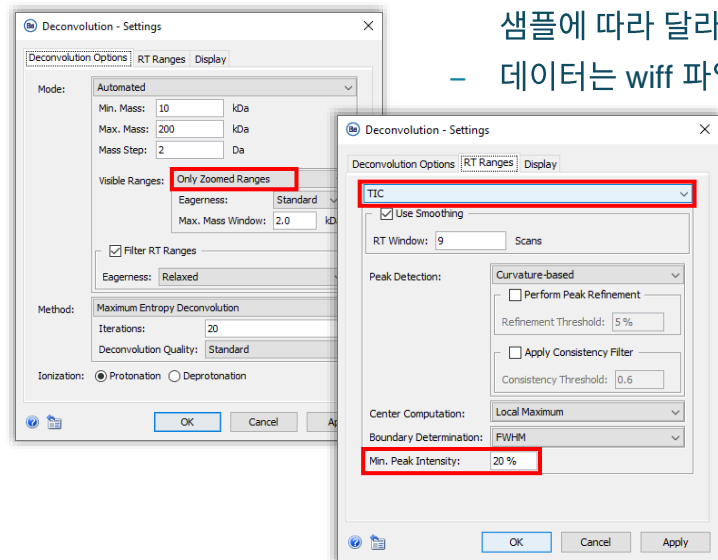 샘플에 따라 달라
– 데이터는 wiff 파일
Deconvolution - Settings
Deconvolution Options RT Ranges Display
Mode: Automated
Min. Mass: 10 kDa
Max. Mass: 200 kDa
Mass Step: 2 Da
Visible Ranges: Only Zoomed Ranges
Eagerness: Standard
Max. Mass Window: 2.0
Filter RT Ranges
Eagerness: Relaxed
Method: Maximum Entropy Deconvolution
Iterations: 20
Deconvolution Quality: Standard
Ionization: Protonation Deprotonation
OK Cancel
Deconvolution - Settings
Deconvolution Options RT Ranges Display
TIC
Use Smoothing
RT Window: 9 Scans
Peak Detection: Curvature-based
Perform Peak Refinement
Refinement Threshold: 5 %
Apply Consistency Filter
Consistency Threshold: 0.6
Center Computation: Local Maximum
Boundary Determination: FWHM
Min. Peak Intensity: 20 %
OK Cancel Apply